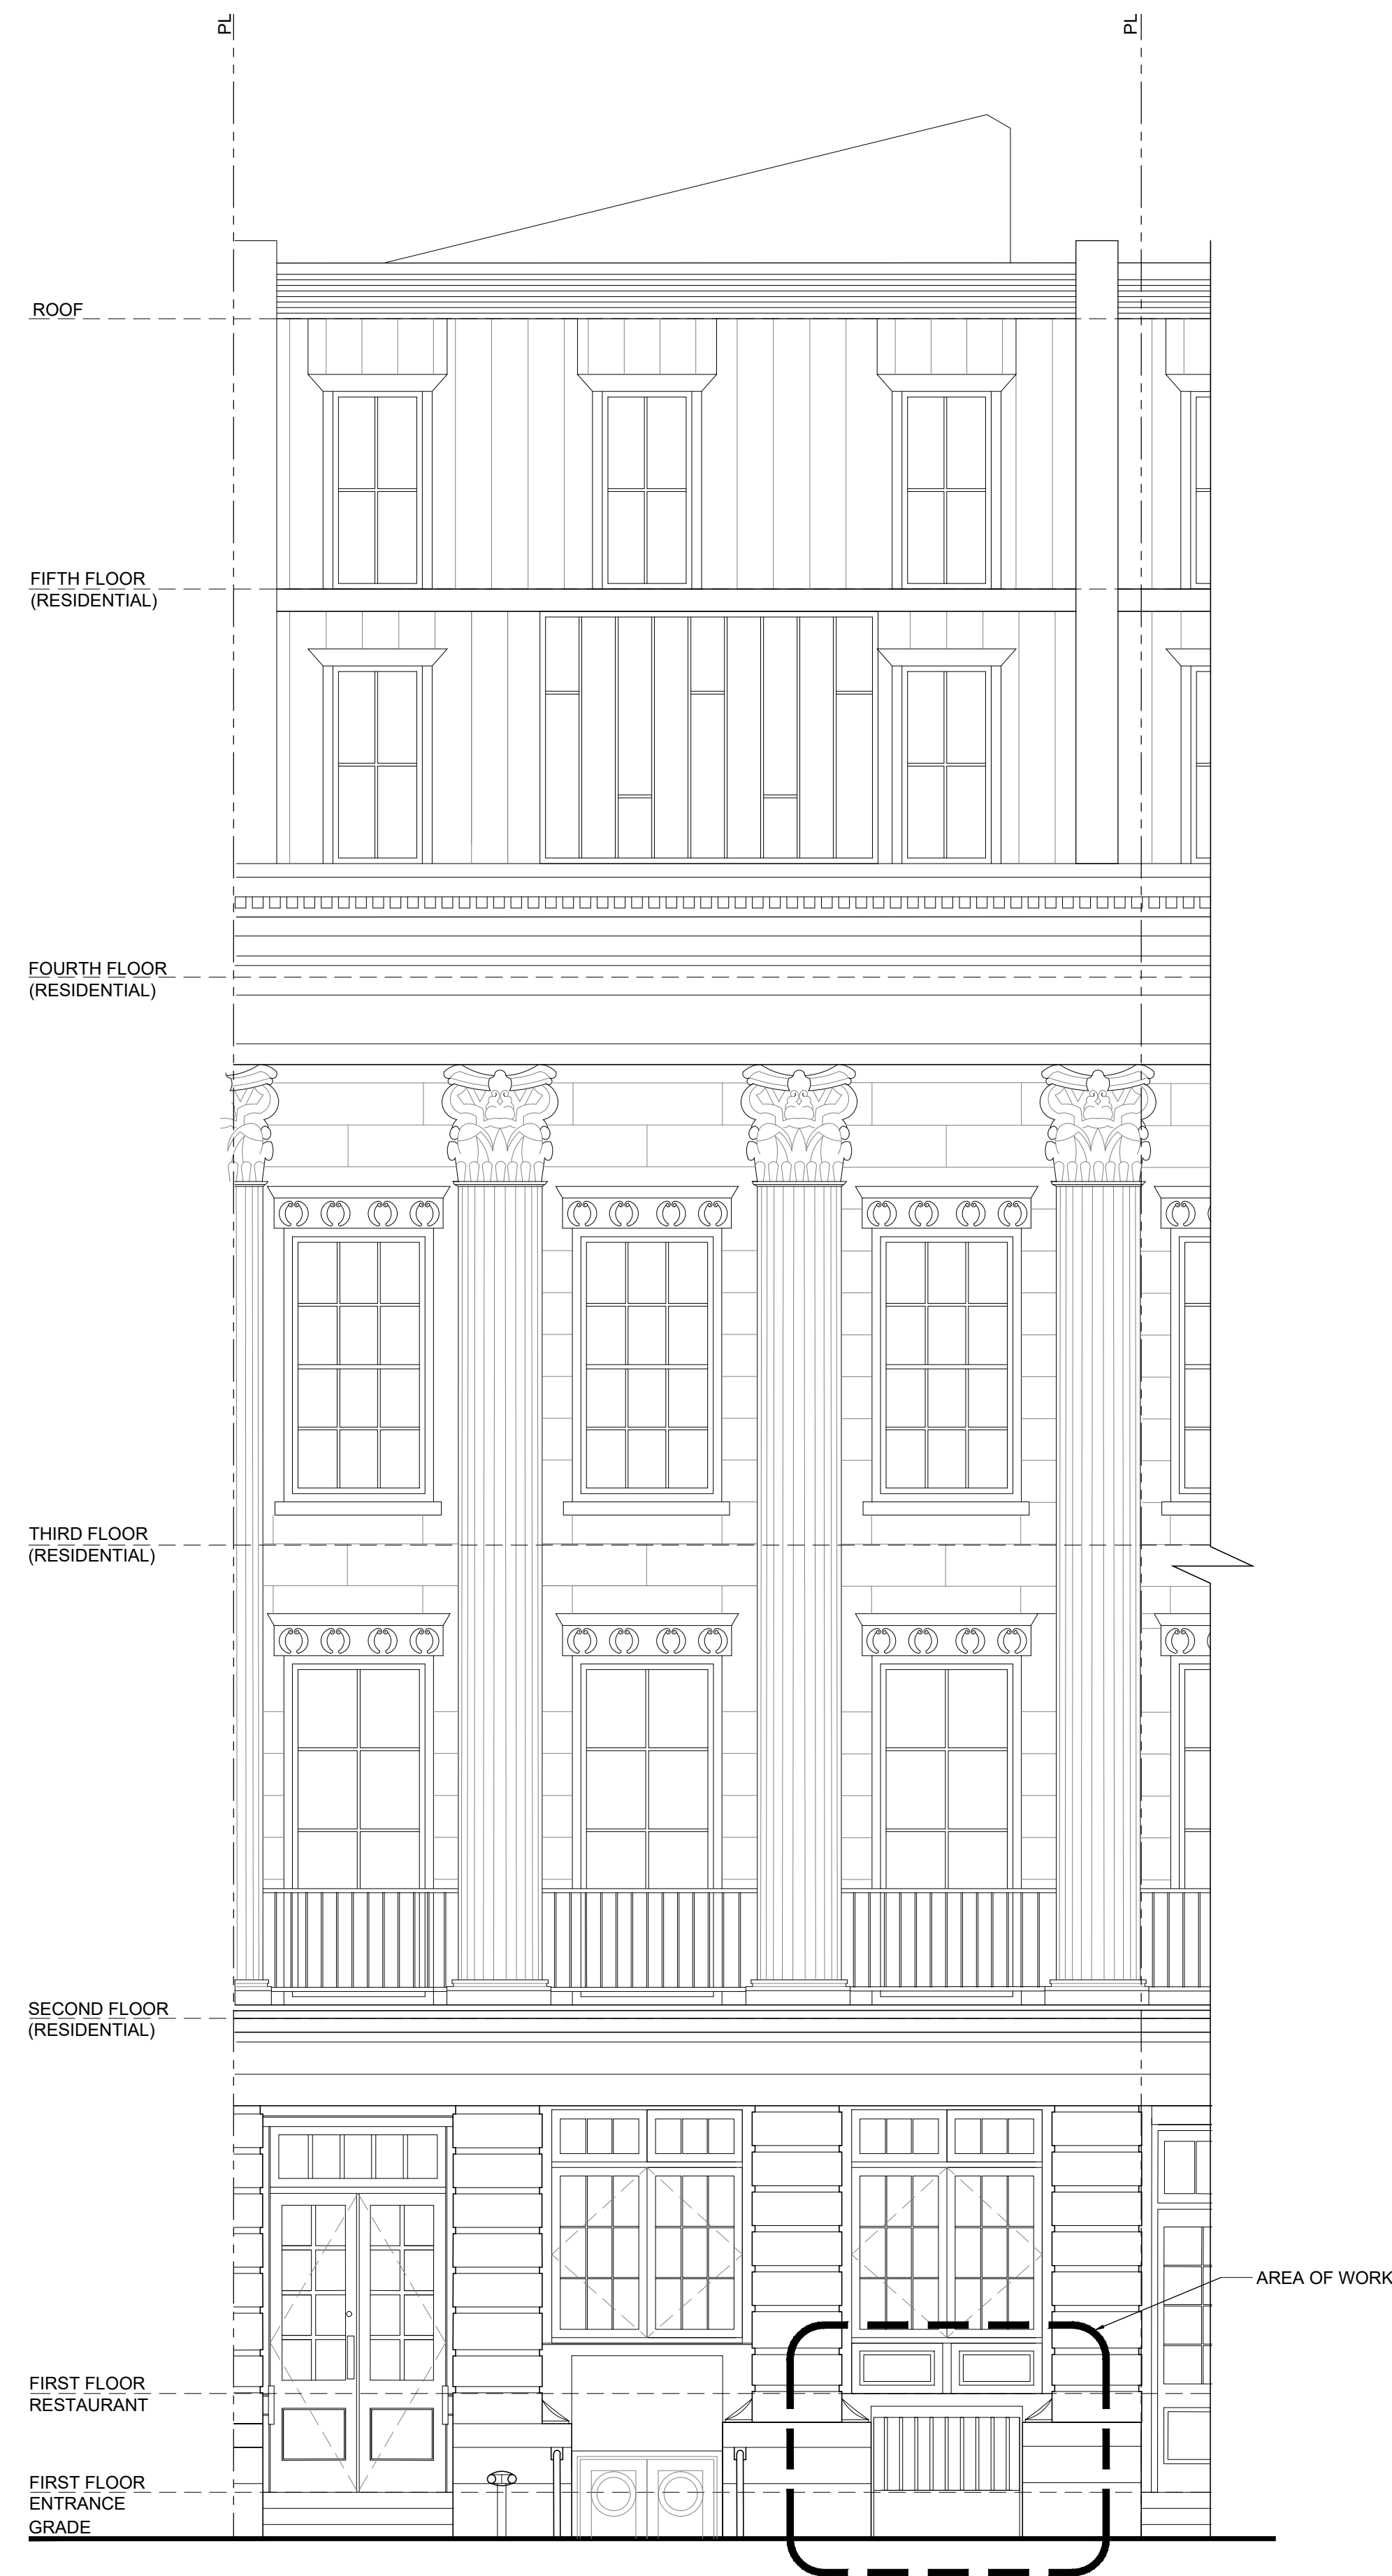 PL
PL
ROOF
FIFTH FLOOR
(RESIDENTIAL)
FOURTH FLOOR
(RESIDENTIAL)
THIRD FLOOR
(RESIDENTIAL)
SECOND FLOOR
(RESIDENTIAL)
AREA OF WORK
FIRST FLOOR
RESTAURANT
FIRST FLOOR
ENTRANCE
GRADE